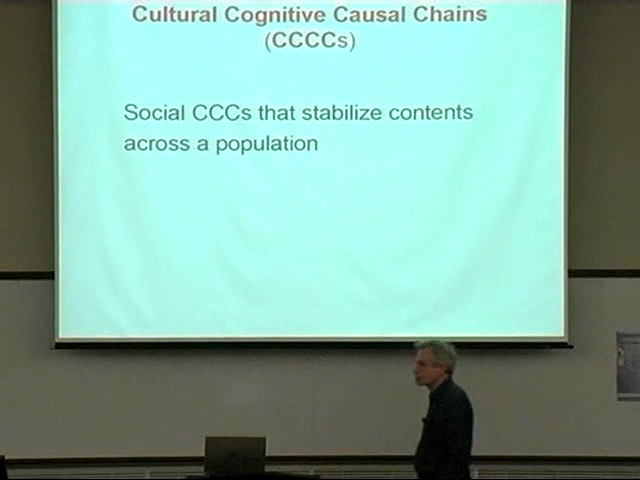 Cultural Cognitive Causal Chains
(CCCCs)
Social CCCs that stabilize contents
across a population